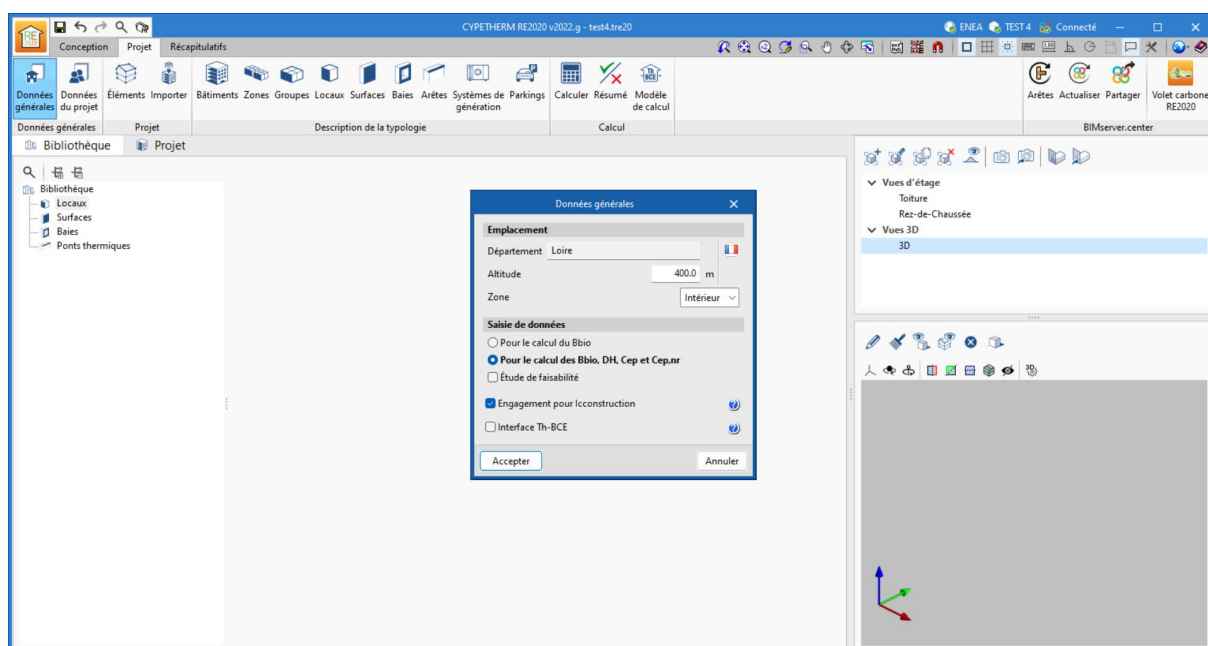 CYPETHERM RE2020 v2022.g - test4.tre20
ENEA TEST 4 Connecté
Conception Projet Récapitulatifs
Données générales
Données du projet
Éléments
Importer
Bâtiments
Zones
Groupes
Locaux
Surfaces
Baies
Arêtes
Systèmes de génération
Parkings
Calculer
Résumé
Modèle de calcul
Arêtes
Actualiser
Partager
Volet carbone RE2020
Données générales Projet Description de la typologie Calcul BIMserver.center
Bibliothèque Projet
Bibliothèque
Locaux
Surfaces
Baies
Ponts thermiques
Données générales
Emplacement
Département Loire
Altitude 400.0 m
Zone Intérieur
Saisie de données
Pour le calcul du Bbio
Pour le calcul des Bbio, DH, Cep et Cep,nr
Étude de faisabilité
Engagement pour Icconstruction
Interface Th-BCE
Accepter Annuler
Vues d'étage
Toiture
Rez-de-Chaussée
Vues 3D
3D